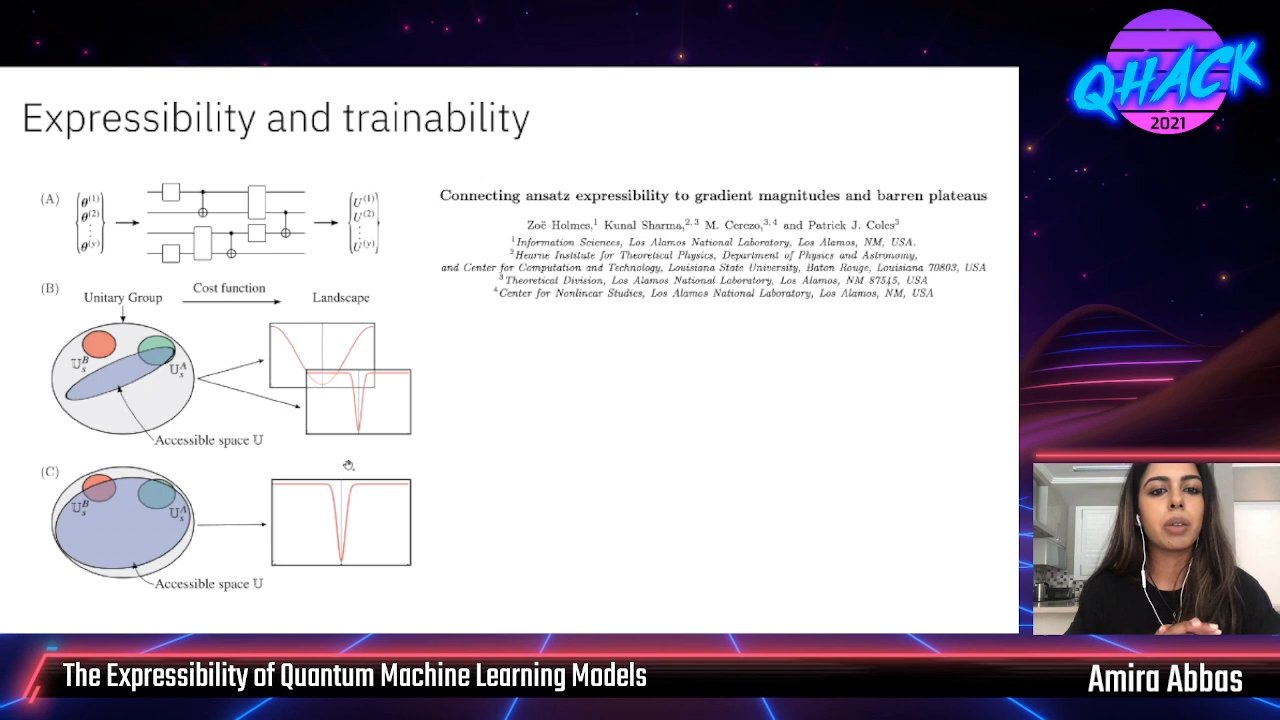 QHACK
2021
Expressibility and trainability
(A)
θ(1)
θ(2)
⋮
θ(y)
U(1)
U(2)
⋮
U(y)
Connecting ansatz expressibility to gradient magnitudes and barren plateaus
Zoë Holmes,1 Kunal Sharma,2,3 M. Cerezo,3,4 and Patrick J. Coles3
1Information Sciences, Los Alamos National Laboratory, Los Alamos, NM, USA.
2Hearne Institute for Theoretical Physics, Department of Physics and Astronomy,
and Center for Computation and Technology, Louisiana State University, Baton Rouge, Louisiana 70803, USA
3Theoretical Division, Los Alamos National Laboratory, Los Alamos, NM 87545, USA
4Center for Nonlinear Studies, Los Alamos National Laboratory, Los Alamos, NM, USA
(B)
Unitary Group
Cost function
Landscape
𝕌sB
𝕌sA
Accessible space 𝕌
(C)
𝕌sB
𝕌sA
Accessible space 𝕌
The Expressibility of Quantum Machine Learning Models
Amira Abbas